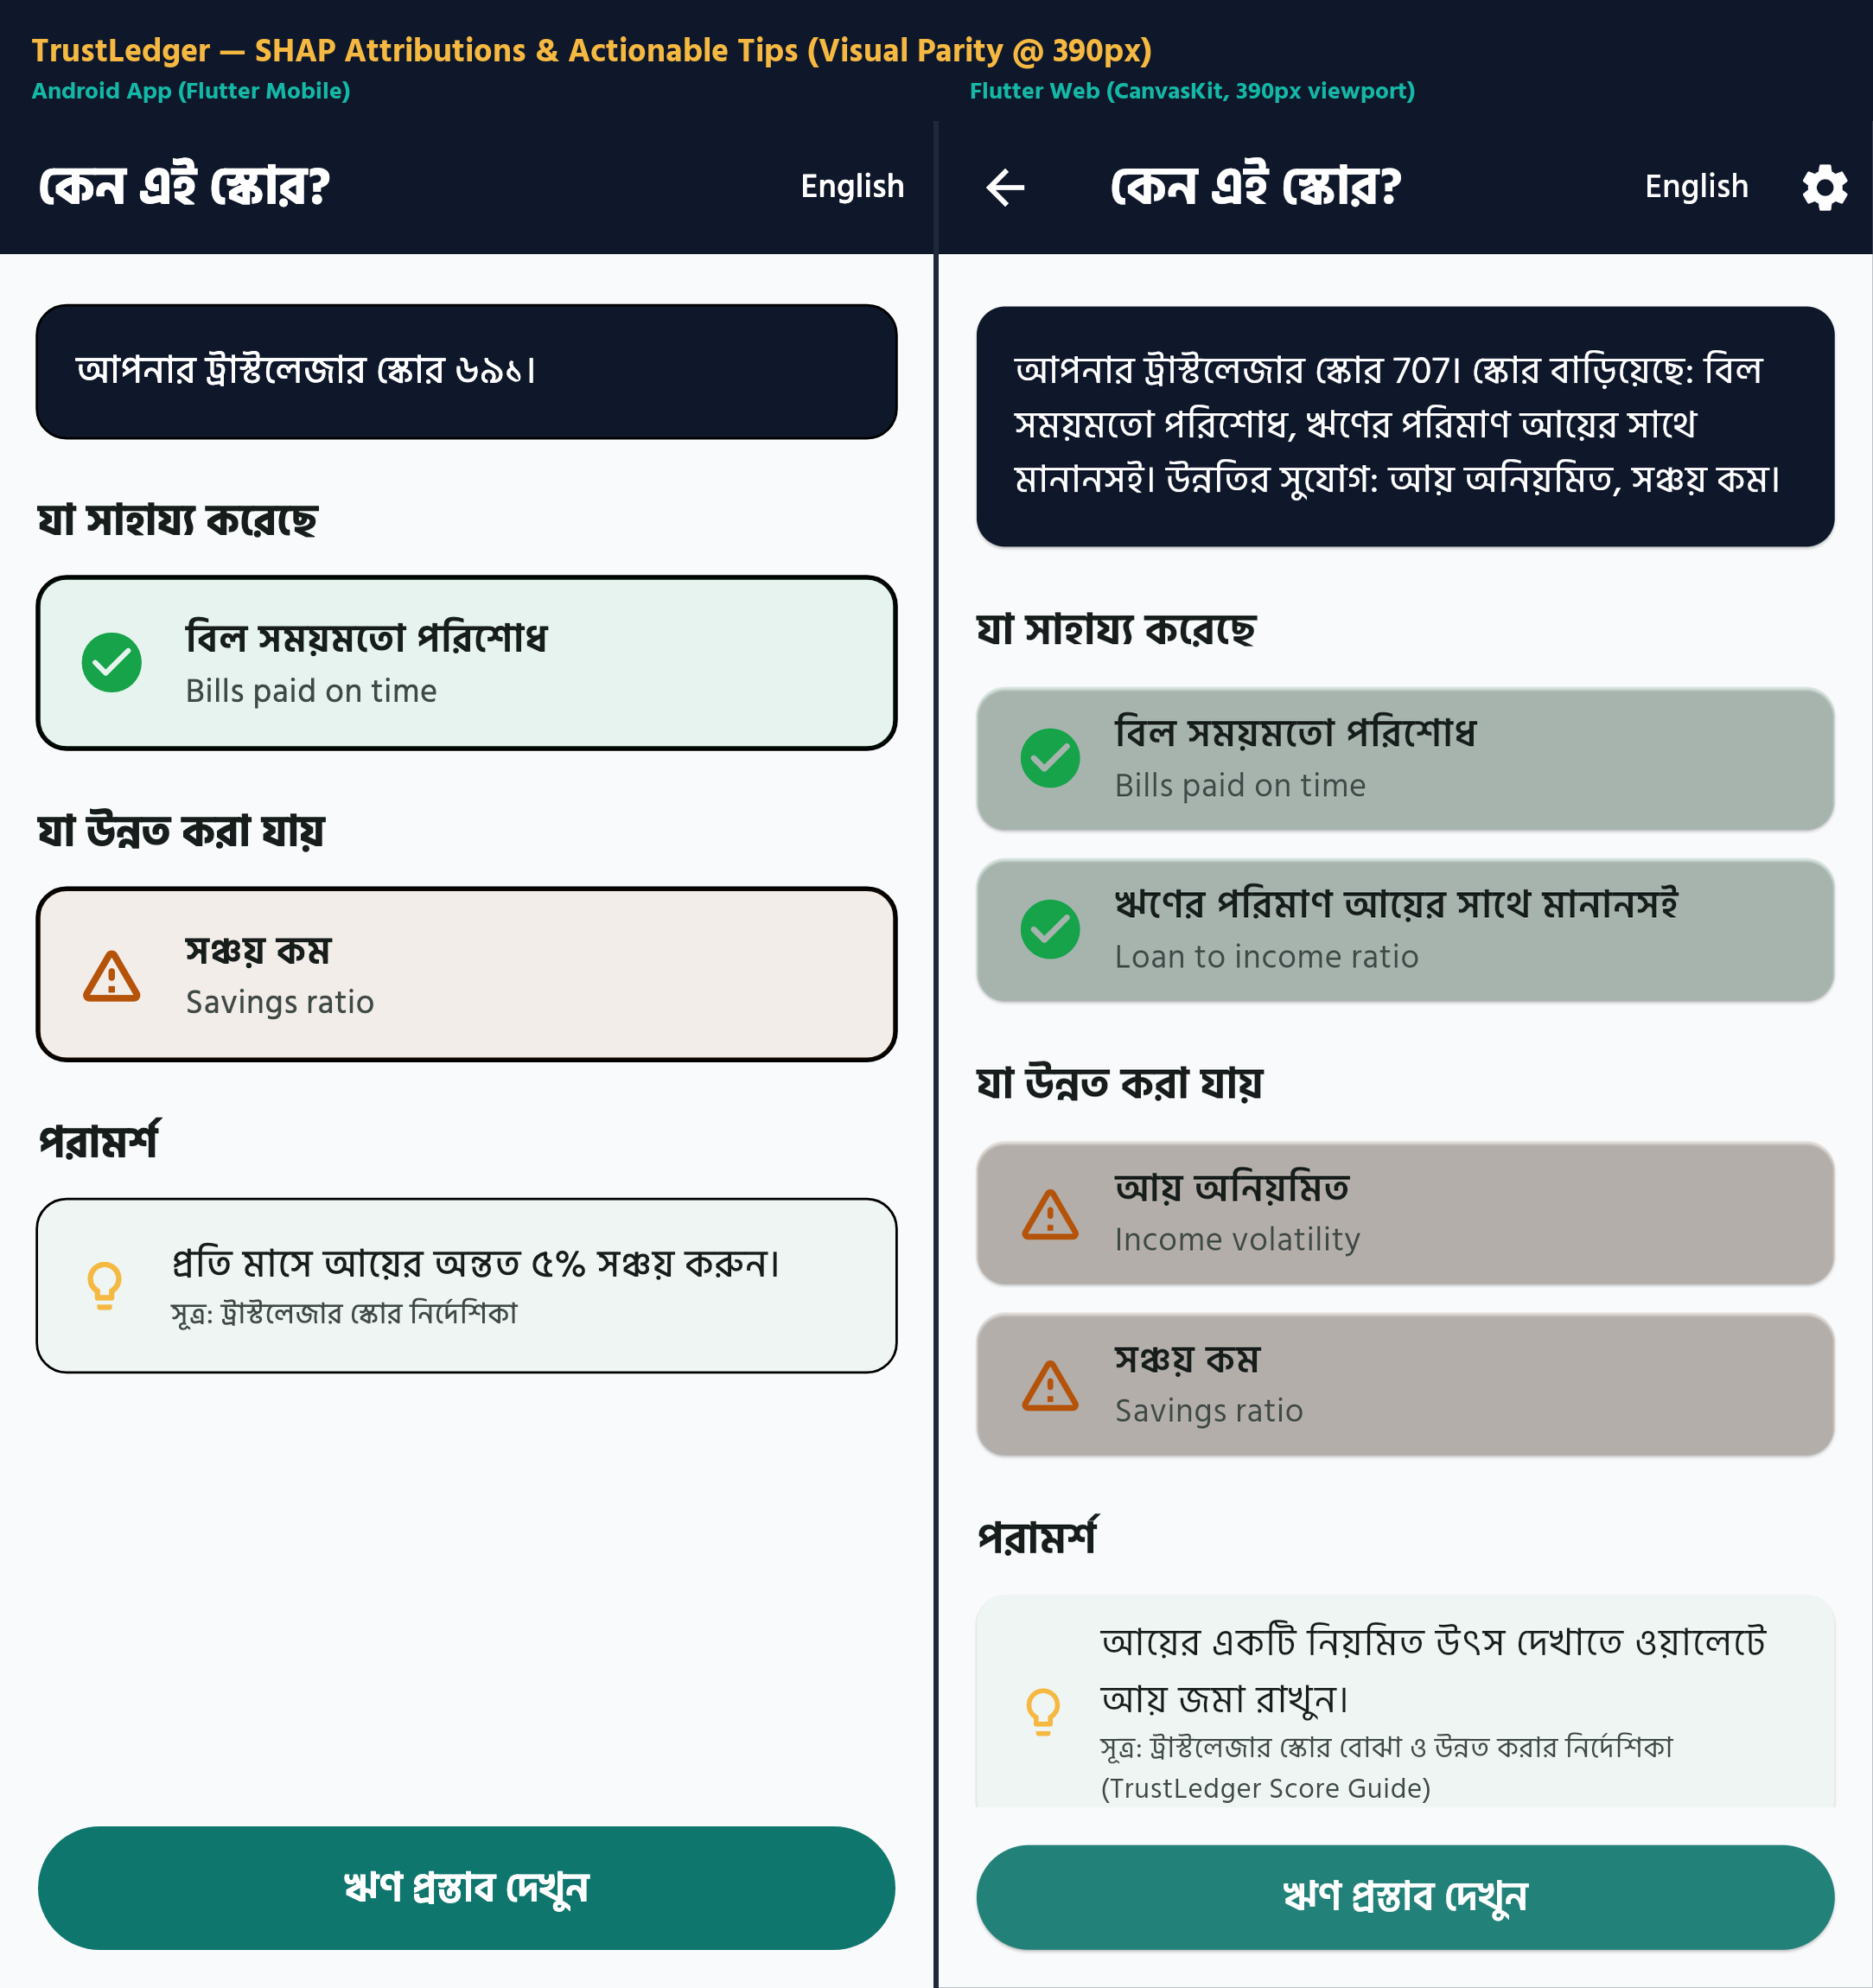 TrustLedger — SHAP Attributions & Actionable Tips (Visual Parity @ 390px)
Android App (Flutter Mobile)
কেন এই স্কোর?
English
আপনার ট্রাস্টলেজার স্কোর ৬৯১।
যা সাহায্য করেছে
বিল সময়মতো পরিশোধ
Bills paid on time
যা উন্নত করা যায়
সঞ্চয় কম
Savings ratio
পরামর্শ
প্রতি মাসে আয়ের অন্তত ৫% সঞ্চয় করুন।
সূত্র: ট্রাস্টলেজার স্কোর নির্দেশিকা
ঋণ প্রস্তাব দেখুন
Flutter Web (CanvasKit, 390px viewport)
কেন এই স্কোর?
English
আপনার ট্রাস্টলেজার স্কোর 707। স্কোর বাড়িয়েছে: বিল
সময়মতো পরিশোধ, ঋণের পরিমাণ আয়ের সাথে
মানানসই। উন্নতির সুযোগ: আয় অনিয়মিত, সঞ্চয় কম।
যা সাহায্য করেছে
বিল সময়মতো পরিশোধ
Bills paid on time
ঋণের পরিমাণ আয়ের সাথে মানানসই
Loan to income ratio
যা উন্নত করা যায়
আয় অনিয়মিত
Income volatility
সঞ্চয় কম
Savings ratio
পরামর্শ
আয়ের একটি নিয়মিত উৎস দেখাতে ওয়ালেটে
আয় জমা রাখুন।
সূত্র: ট্রাস্টলেজার স্কোর বোঝা ও উন্নত করার নির্দেশিকা
(TrustLedger Score Guide)
ঋণ প্রস্তাব দেখুন